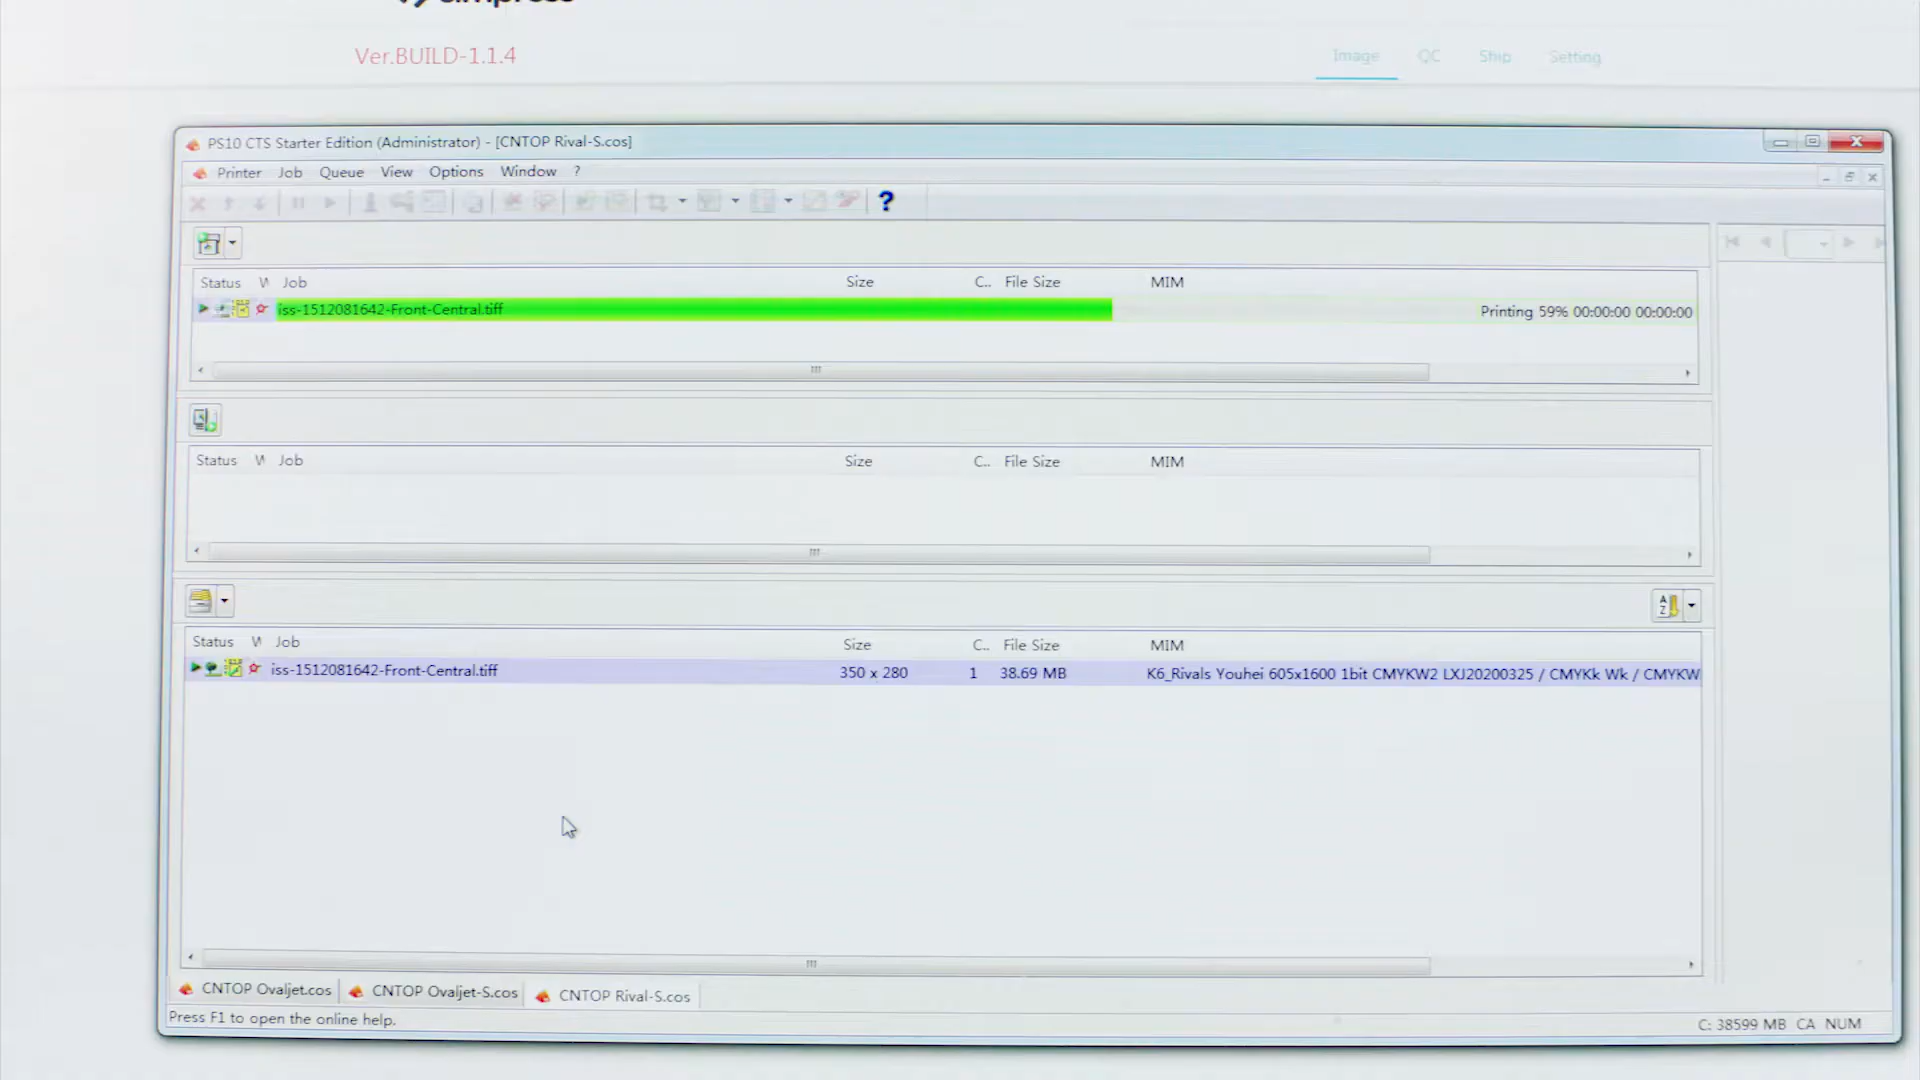 Ver.BUILD-1.1.4
Image QC Ship Setting
PS10 CTS Starter Edition (Administrator) - [CNTOP Rival-S.cos]
Printer Job Queue View Options Window ?
?
Status Job Size C.. File Size MIM
iss-1512081642-Front-Central.tiff Printing 59% 00:00:00 00:00:00
Status Job Size C.. File Size MIM
A
Z
Status Job Size C.. File Size MIM
iss-1512081642-Front-Central.tiff 350 x 280 1 38.69 MB K6_Rivals Youhei 605x1600 1bit CMYKW2 LXJ20200325 / CMYKk Wk / CMYKW
CNTOP Ovaljet.cos CNTOP Ovaljet-S.cos CNTOP Rival-S.cos
Press F1 to open the online help.
C: 38599 MB CA NUM